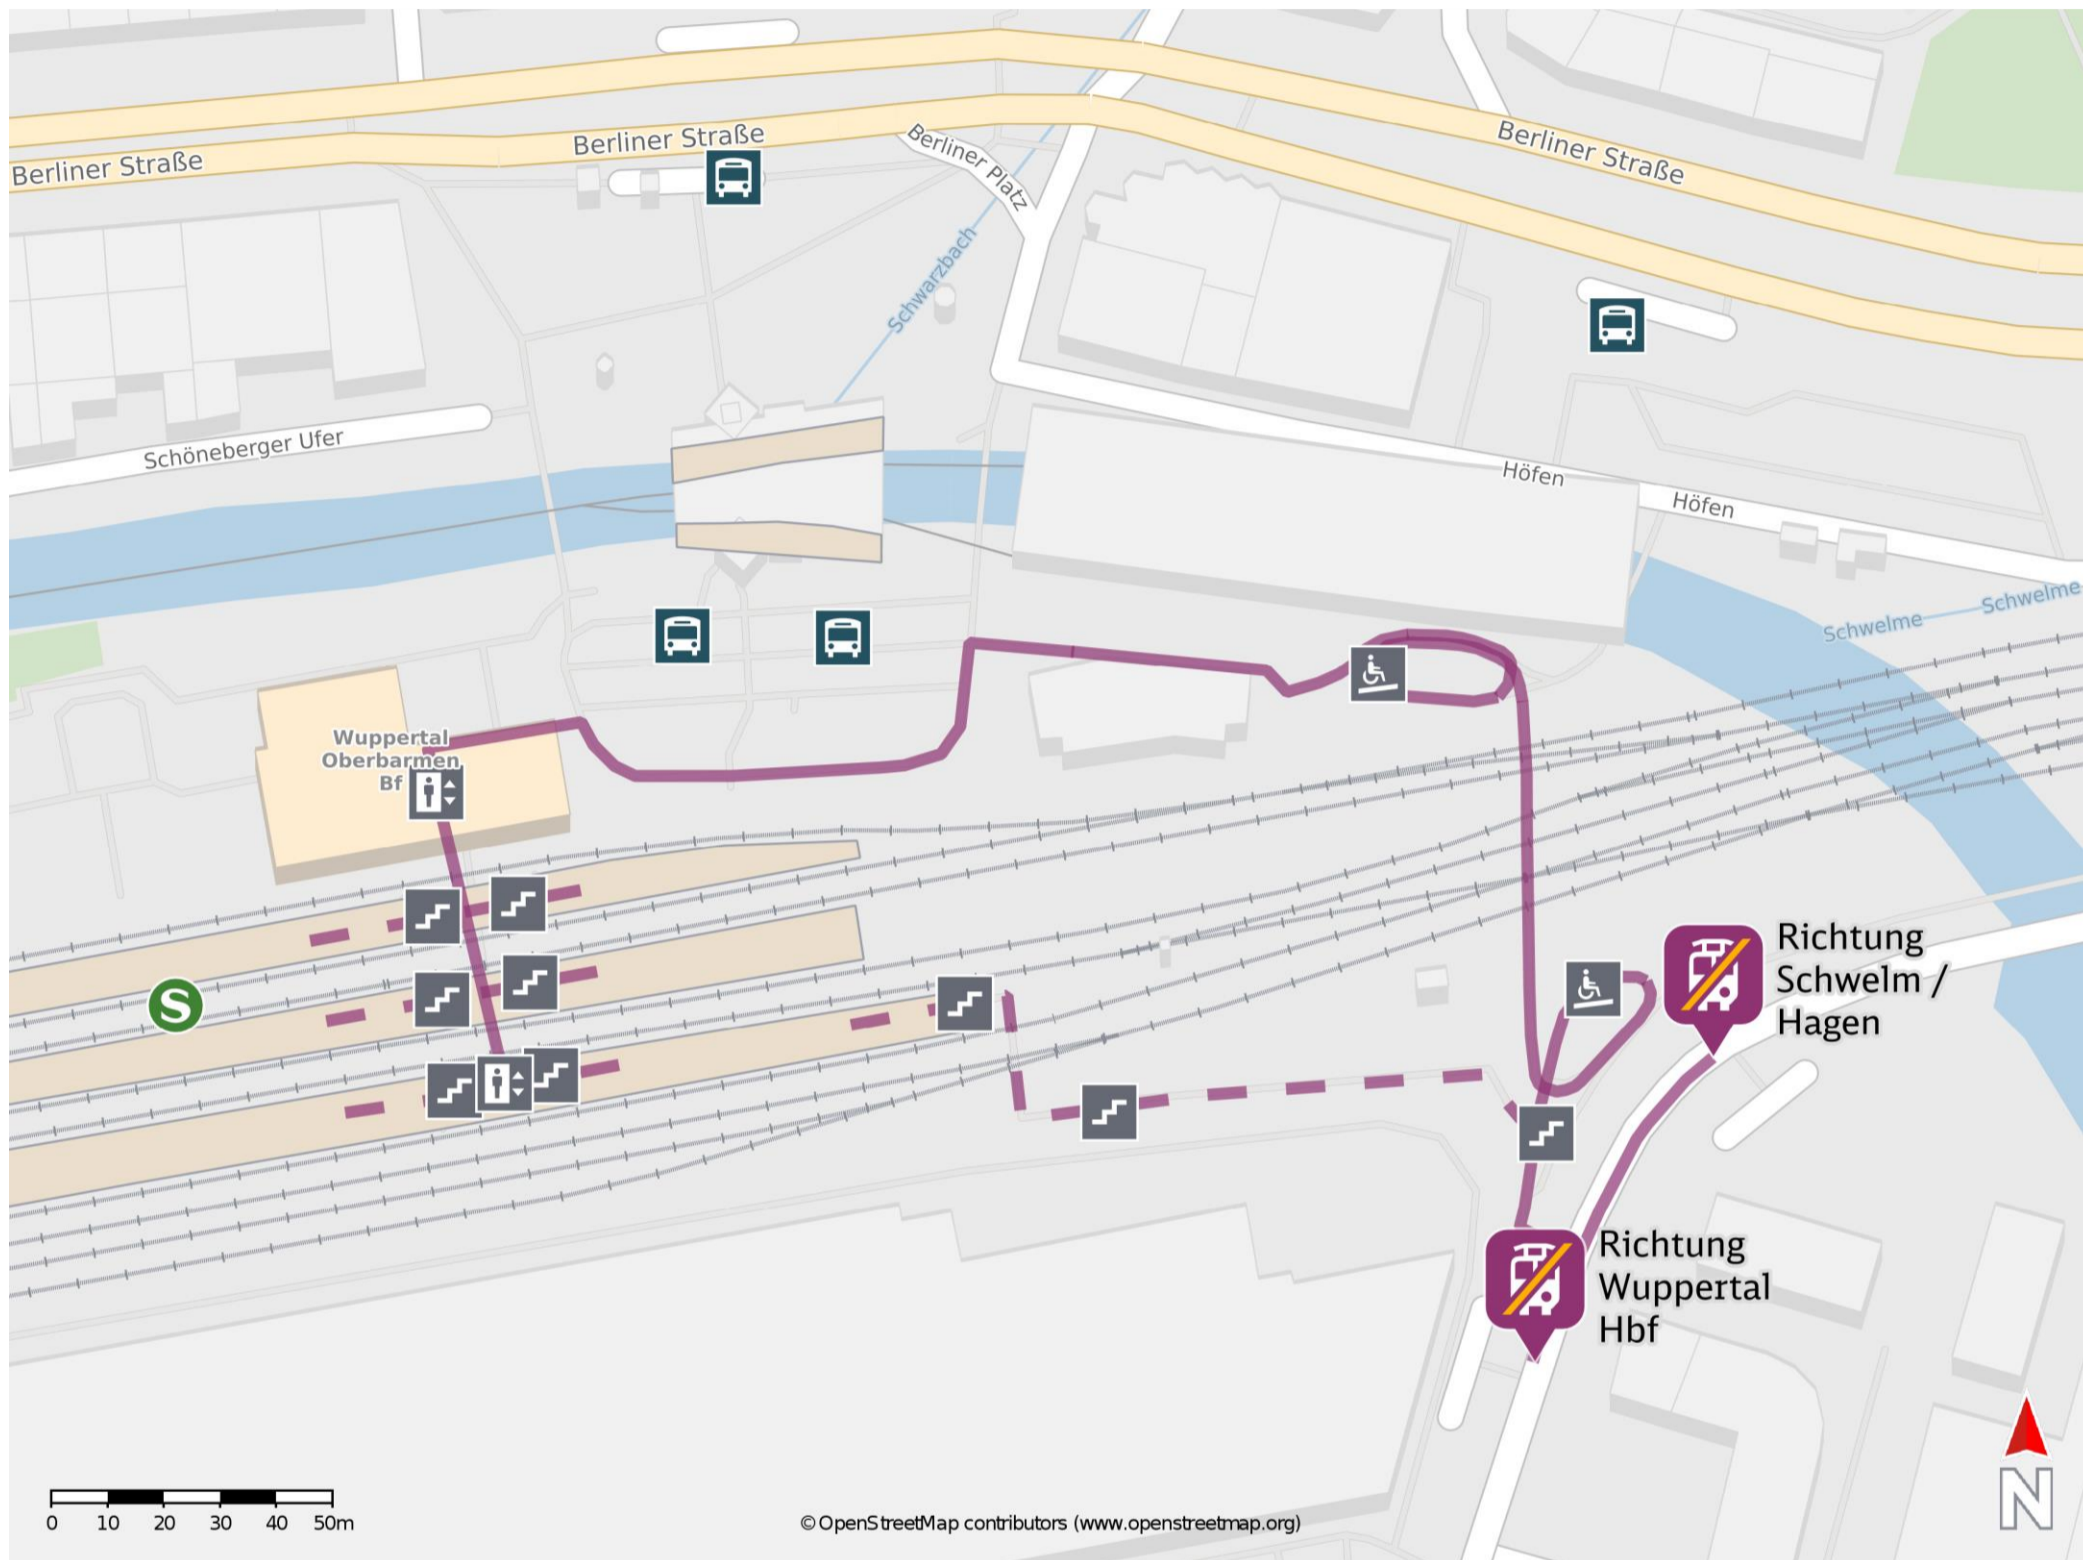 Berliner Straße
Berliner Straße
Berliner Straße
Berliner Platz
Schwarzbach
Schöneberger Ufer
Höfen
Höfen
Schwelme
Schwelme
Wuppertal
Oberbarmen
Bf
S
Richtung
Schwelm /
Hagen
Richtung
Wuppertal
Hbf
N
0 10 20 30 40 50m
© OpenStreetMap contributors (www.openstreetmap.org)